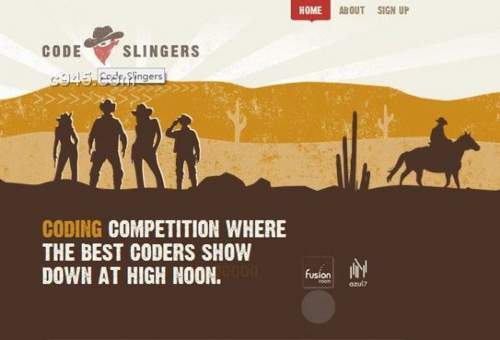 HOME ABOUT SIGN UP
CODE SLINGERS
c945.com
Code Slingers
CODING COMPETITION WHERE
THE BEST CODERS SHOW
DOWN AT HIGH NOON.
fusion
room
azul7